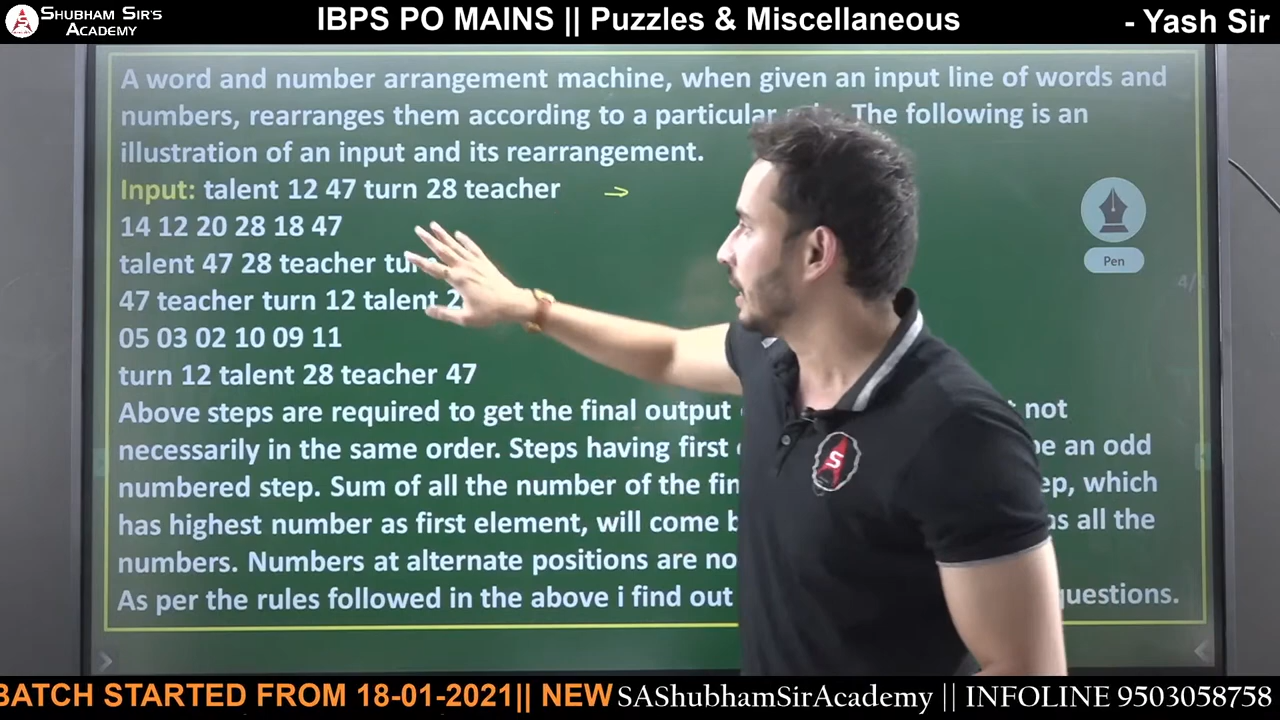 SHUBHAM SIR'S
ACADEMY
IBPS PO MAINS || Puzzles & Miscellaneous
- Yash Sir
A word and number arrangement machine, when given an input line of words and
numbers, rearranges them according to a particular The following is an
illustration of an input and its rearrangement.
Input: talent 12 47 turn 28 teacher
14 12 20 28 18 47
talent 47 28 teacher
47 teacher turn 12 talent
05 03 02 10 09 11
turn 12 talent 28 teacher 47
Above steps are required to get the final output not
necessarily in the same order. Steps having first be an odd
numbered step. Sum of all the number of the which
has highest number as first element, will come all the
numbers. Numbers at alternate positions are
As per the rules followed in the above i find out questions.
Pen
S
BATCH STARTED FROM 18-01-2021|| NEW SAShubhamSirAcademy || INFOLINE 9503058758